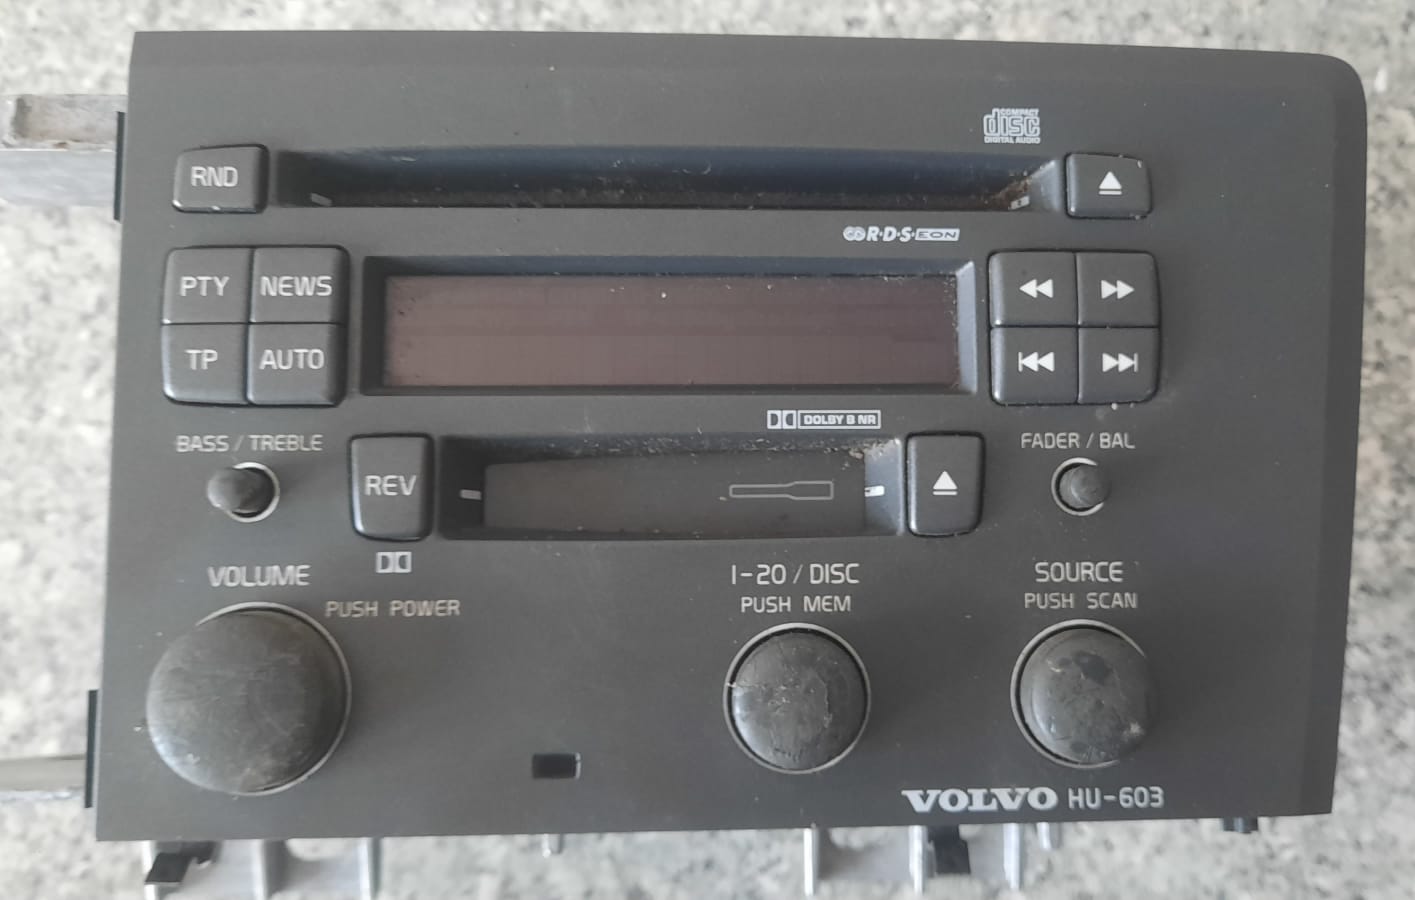 COMPACT
disc
DIGITAL AUDIO
RND
R·D·S·EON
PTY
NEWS
TP
AUTO
DOLBY B NR
BASS / TREBLE
REV
FADER / BAL
VOLUME
PUSH POWER
1-20 / DISC
PUSH MEM
SOURCE
PUSH SCAN
VOLVO HU-603